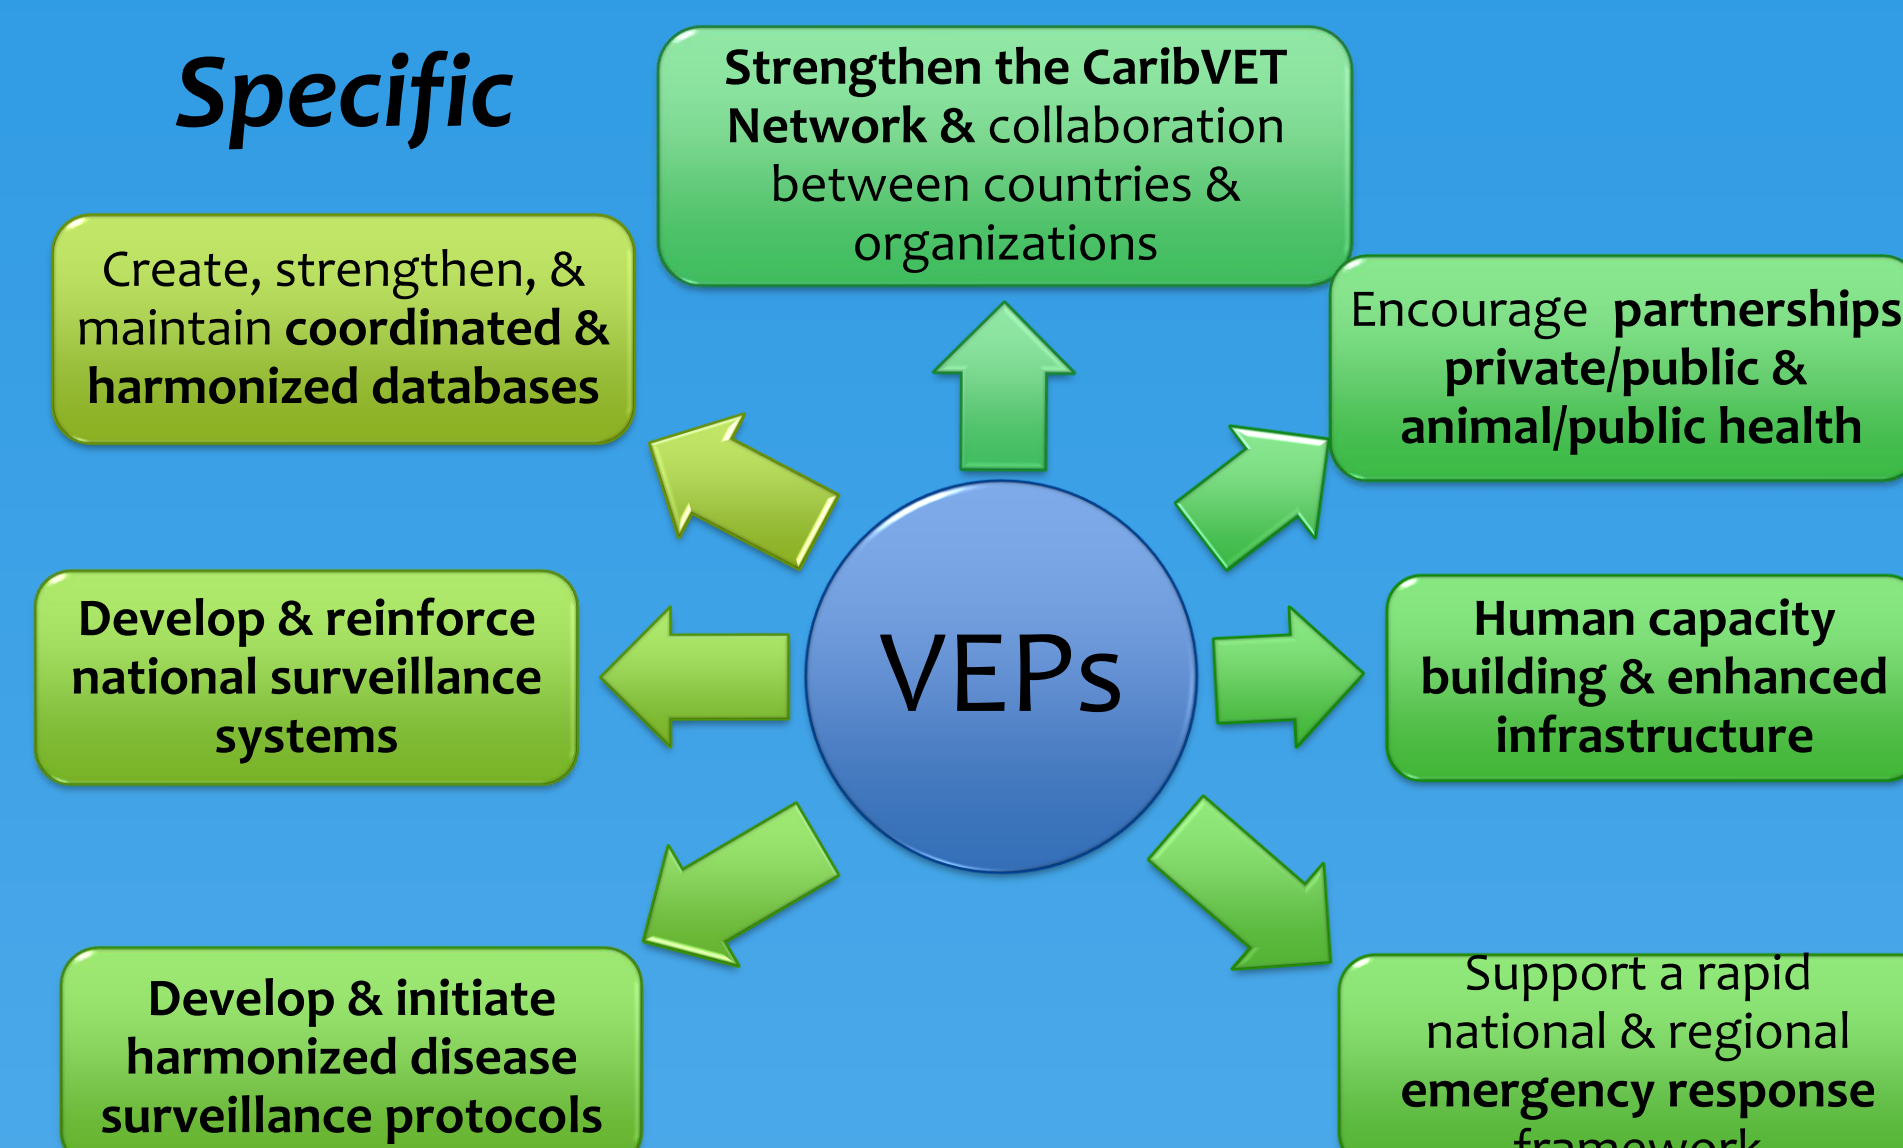 Specific
Strengthen the CaribVET
Network & collaboration
between countries &
organizations
Encourage partnerships
private/public &
animal/public health
Human capacity
building & enhanced
infrastructure
Support a rapid
national & regional
emergency response
framework
Develop & initiate
harmonized disease
surveillance protocols
Develop & reinforce
national surveillance
systems
Create, strengthen, &
maintain coordinated &
harmonized databases
VEPs